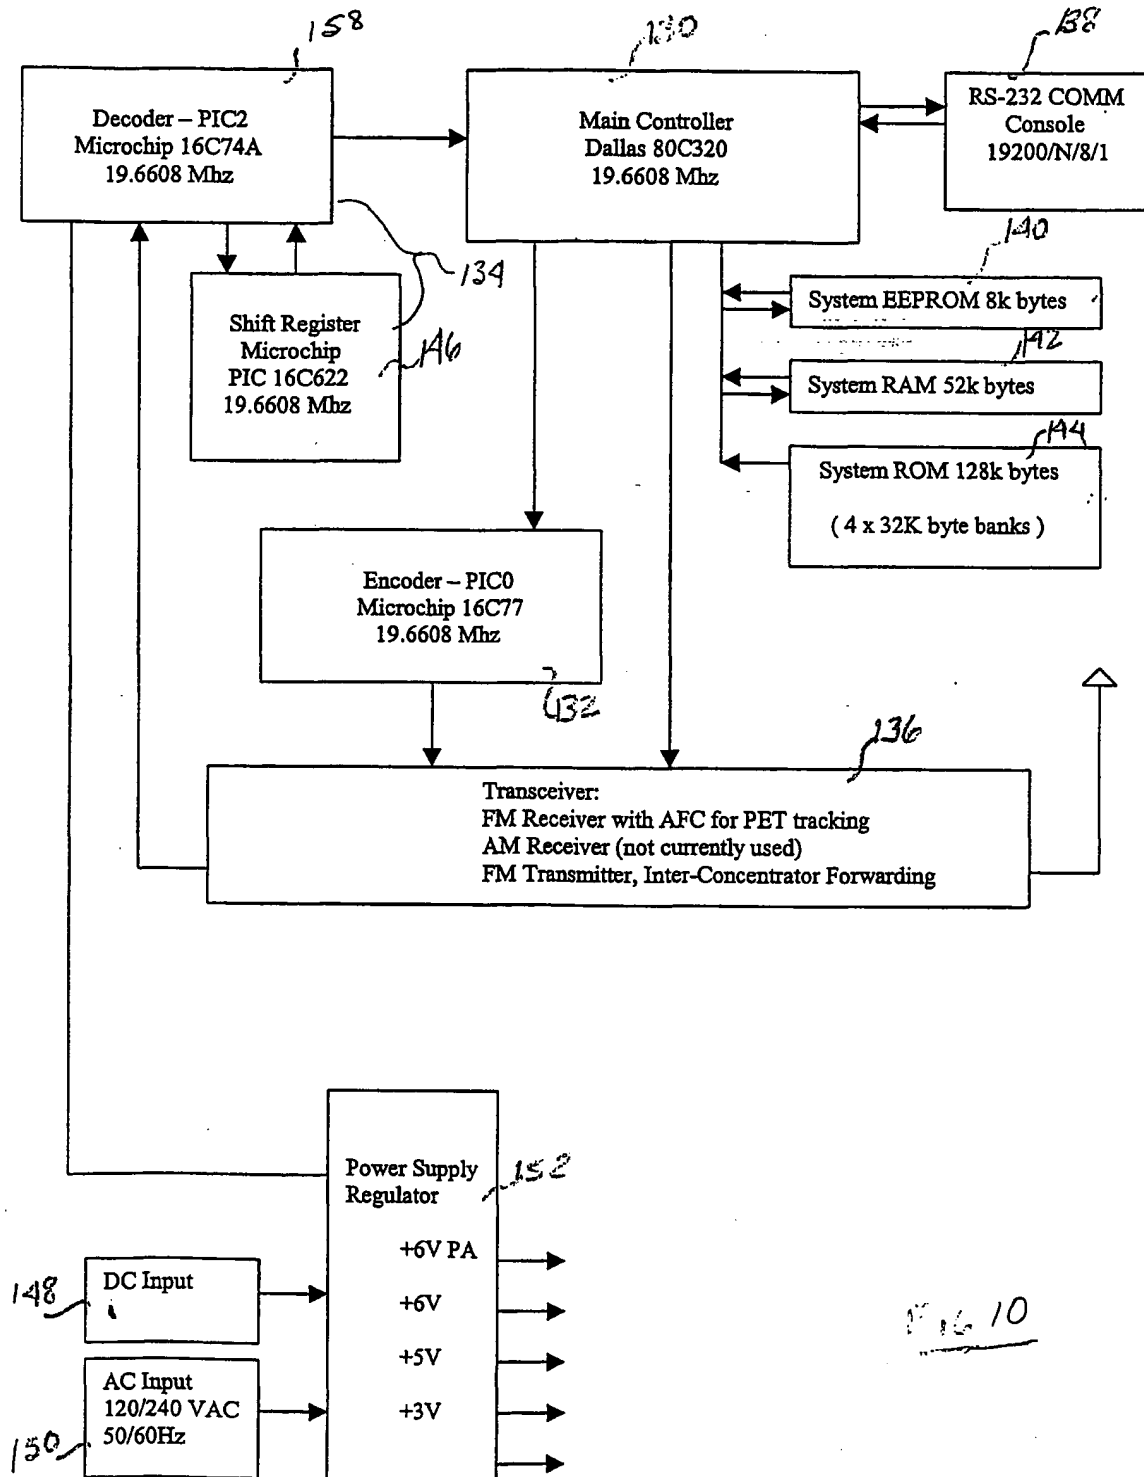 158
130
138
Decoder – PIC2
Microchip 16C74A
19.6608 Mhz
Main Controller
Dallas 80C320
19.6608 Mhz
RS-232 COMM
Console
19200/N/8/1
134
140
System EEPROM 8k bytes
Shift Register
Microchip
PIC 16C622
19.6608 Mhz
146
142
System RAM 52k bytes
144
System ROM 128k bytes
( 4 x 32K byte banks )
Encoder – PIC0
Microchip 16C77
19.6608 Mhz
132
136
Transceiver:
FM Receiver with AFC for PET tracking
AM Receiver (not currently used)
FM Transmitter, Inter-Concentrator Forwarding
Power Supply
Regulator
152
+6V PA
+6V
+5V
+3V
148
DC Input
AC Input
120/240 VAC
50/60Hz
150
Fig 10